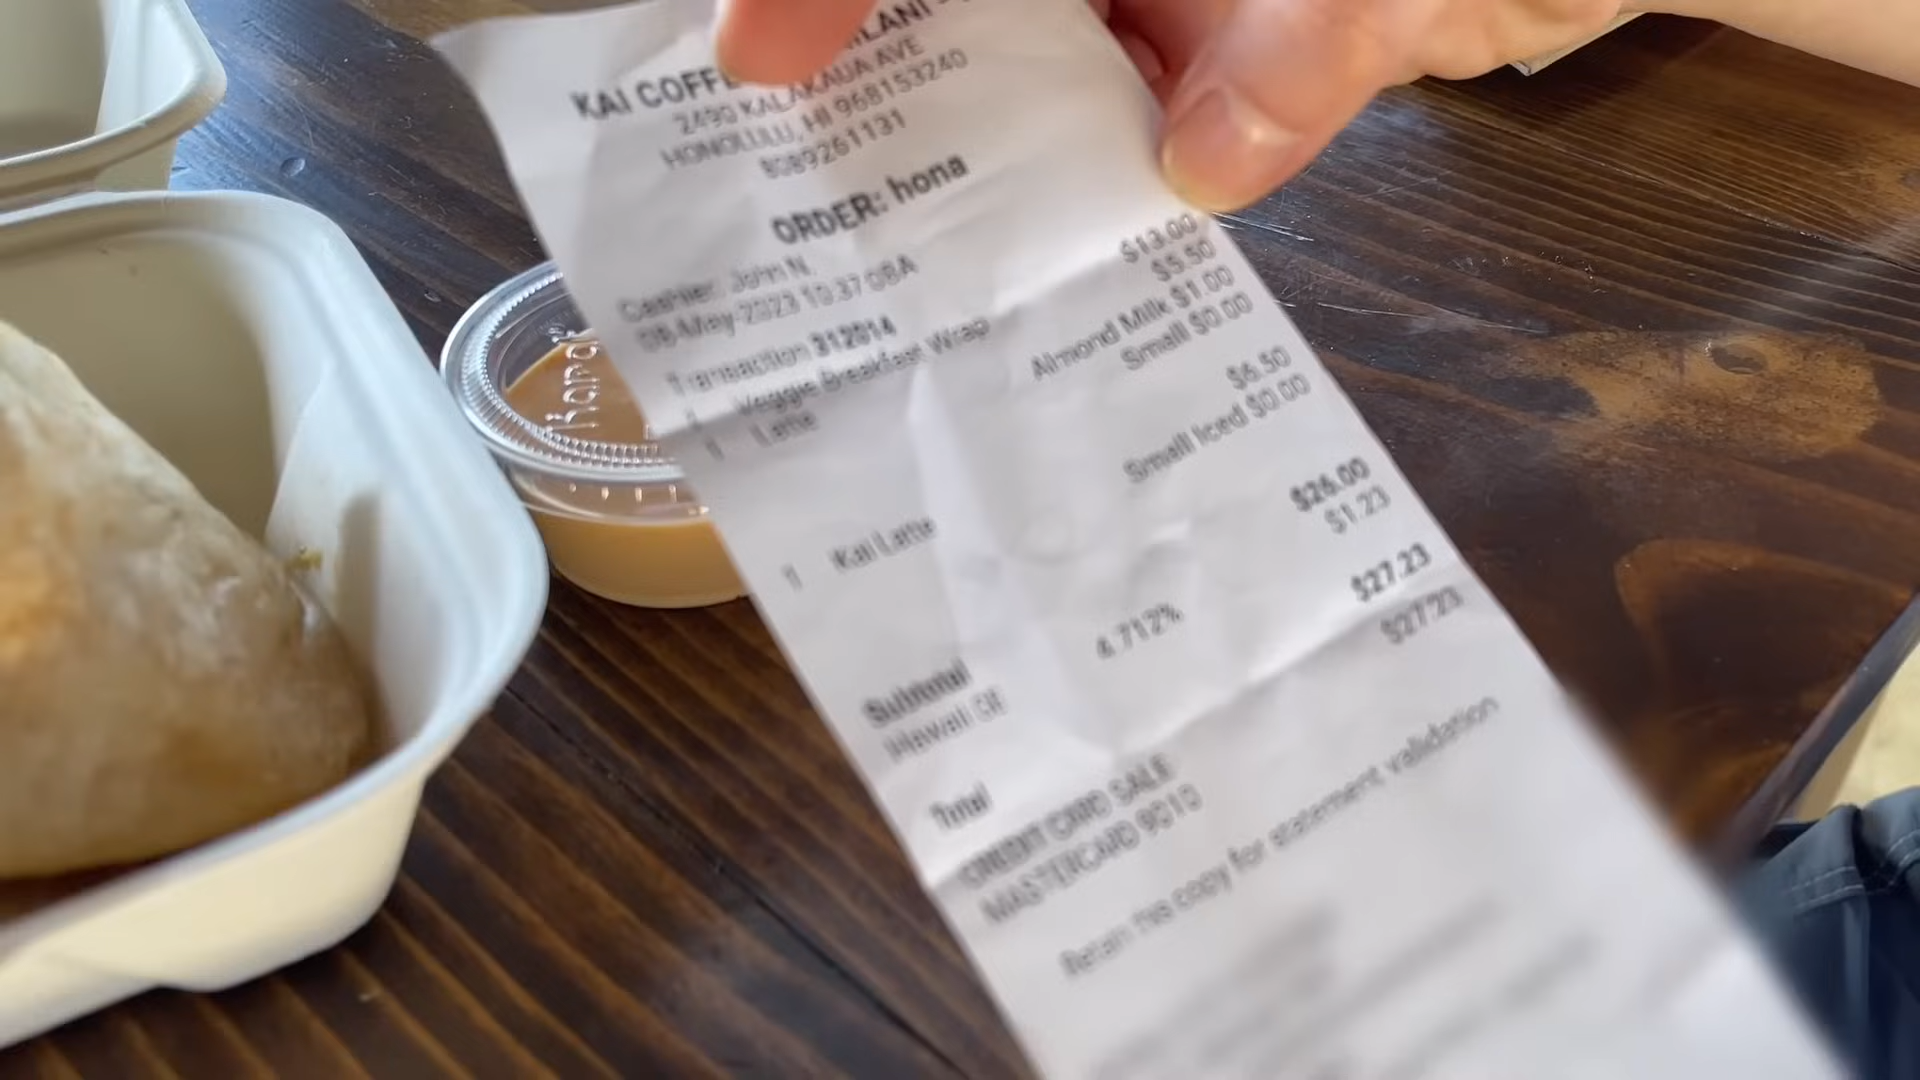 KAI COFFE
2490 KALAKAUA AVE
HONOLULU, HI 968153240
8089261131
ORDER: hona
Cashier: John N.
08-May-2023 10:37:08A
Transaction 312014
1 Veggie Breakfast Wrap $13.00
1 Latte $5.50
Almond Milk $1.00
Small $0.00
1 Kai Latte $6.50
Small Iced $0.00
Subtotal $26.00
Hawaii GE 4.712% $1.23
Total $27.23
CREDIT CARD SALE $27.23
MASTERCARD 9010
Retain this copy for statement validation